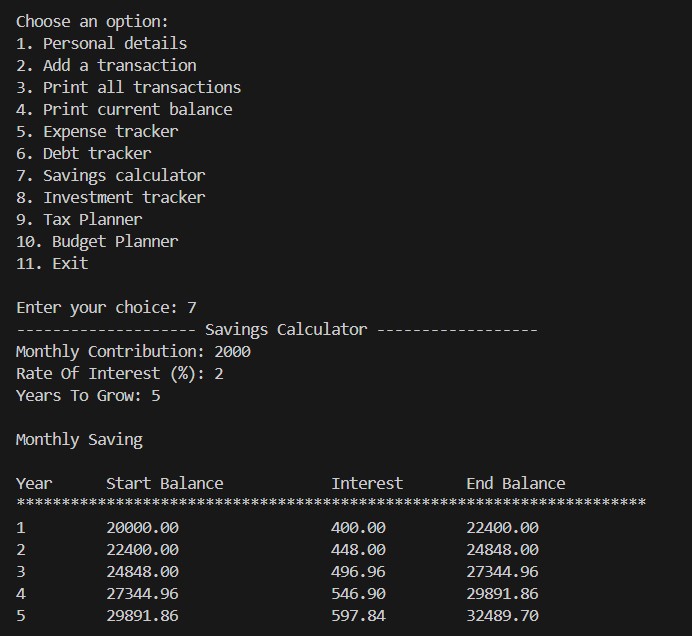 Choose an option:
1. Personal details
2. Add a transaction
3. Print all transactions
4. Print current balance
5. Expense tracker
6. Debt tracker
7. Savings calculator
8. Investment tracker
9. Tax Planner
10. Budget Planner
11. Exit
Enter your choice: 7
-------------------- Savings Calculator ------------------
Monthly Contribution: 2000
Rate Of Interest (%): 2
Years To Grow: 5
Monthly Saving
Year Start Balance Interest End Balance
**********************************************************************
1 20000.00 400.00 22400.00
2 22400.00 448.00 24848.00
3 24848.00 496.96 27344.96
4 27344.96 546.90 29891.86
5 29891.86 597.84 32489.70